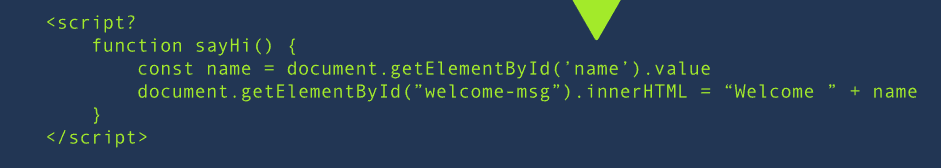 <script?
function sayHi() {
const name = document.getElementById(’name’).value
document.getElementById(”welcome-msg”).innerHTML = “Welcome ” + name
}
</script>